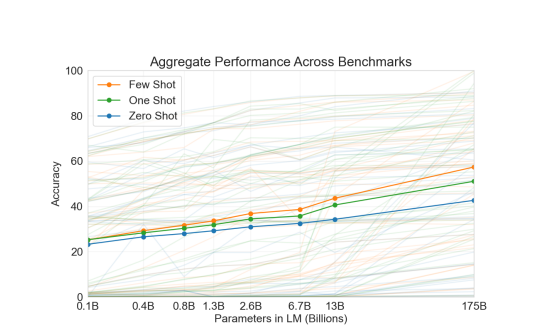 Aggregate Performance Across Benchmarks
100
80
60
40
20
0
Accuracy
Few Shot
One Shot
Zero Shot
0.1B 0.4B 0.8B 1.3B 2.6B 6.7B 13B 175B
Parameters in LM (Billions)